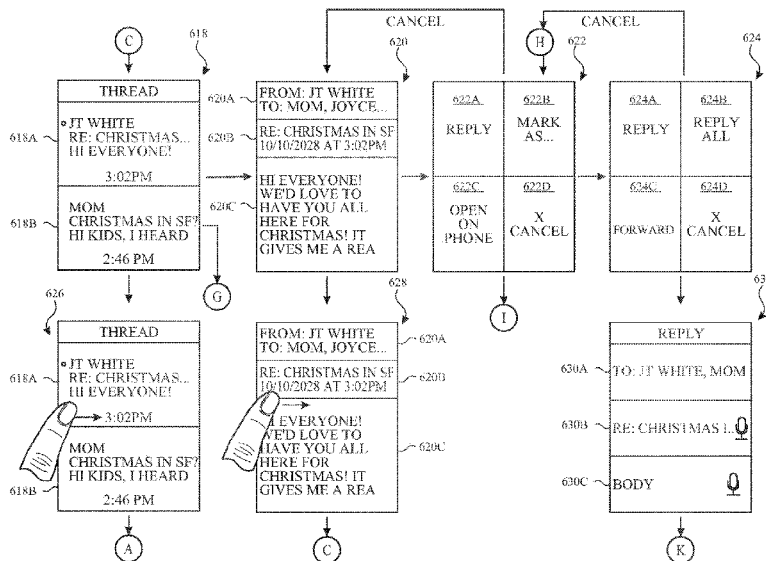 CANCEL
CANCEL
C
618
620
H
622
624
THREAD
618A
JT WHITE
RE: CHRISTMAS...
HI EVERYONE!
3:02PM
618B
MOM
CHRISTMAS IN SF?
HI KIDS, I HEARD
2:46 PM
G
620A
FROM: JT WHITE
TO: MOM, JOYCE...
620B
RE: CHRISTMAS IN SF
10/10/2028 AT 3:02PM
620C
HI EVERYONE!
WE'D LOVE TO
HAVE YOU ALL
HERE FOR
CHRISTMAS! IT
GIVES ME A REA
622A
REPLY
622B
MARK
AS...
622C
OPEN
ON
PHONE
622D
X
CANCEL
I
624A
REPLY
624B
REPLY
ALL
624C
FORWARD
624D
X
CANCEL
626
THREAD
618A
JT WHITE
RE: CHRISTMAS...
HI EVERYONE!
3:02PM
618B
MOM
CHRISTMAS IN SF?
HI KIDS, I HEARD
2:46 PM
A
628
FROM: JT WHITE
TO: MOM, JOYCE...
620A
RE: CHRISTMAS IN SF
10/10/2028 AT 3:02PM
620B
HI EVERYONE!
WE'D LOVE TO
HAVE YOU ALL
HERE FOR
CHRISTMAS! IT
GIVES ME A REA
620C
C
63
REPLY
630A
TO: JT WHITE, MOM
630B
RE: CHRISTMAS I...
630C
BODY
K